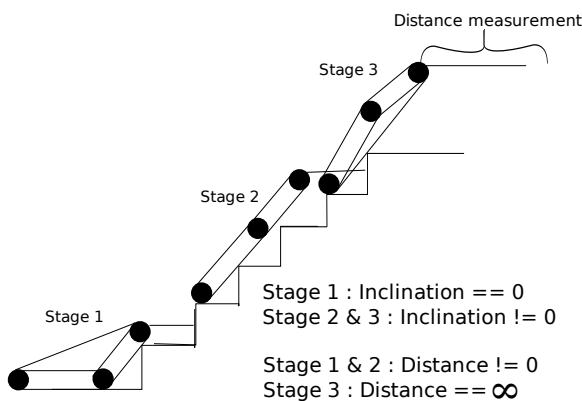 Distance measurement
Stage 3
Stage 2
Stage 1
Stage 1 : Inclination == 0
Stage 2 & 3 : Inclination != 0
Stage 1 & 2 : Distance != 0
Stage 3 : Distance == ∞